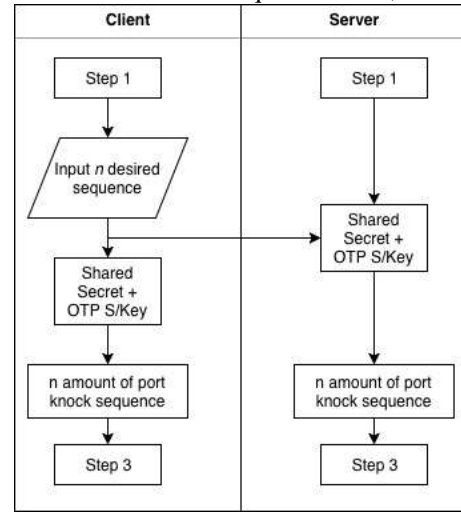 Client
Server
Step 1
Input n desired
sequence
Shared
Secret +
OTP S/Key
n amount of port
knock sequence
Step 3
Step 1
Shared
Secret +
OTP S/Key
n amount of port
knock sequence
Step 3